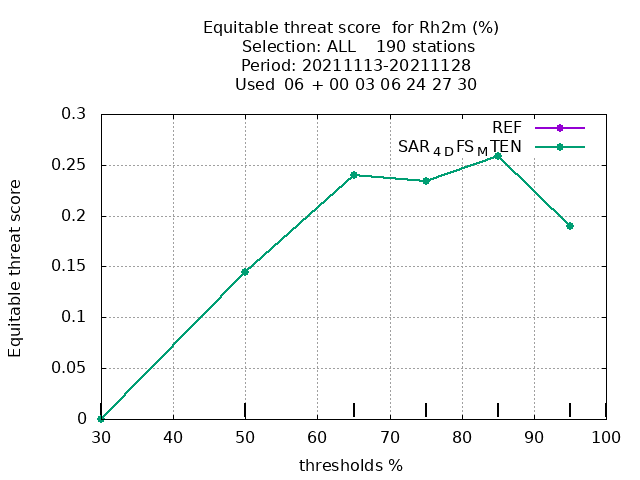 Equitable threat score  for Rh2m (%)
Selection: ALL    190 stations
Period: 20211113-20211128
Used  06  + 00 03 06 24 27 30
0.3
0.25
0.2
0.15
0.1
0.05
0
Equitable threat score
REF
SAR4DFSMTEN
30 40 50 60 70 80 90 100
thresholds %